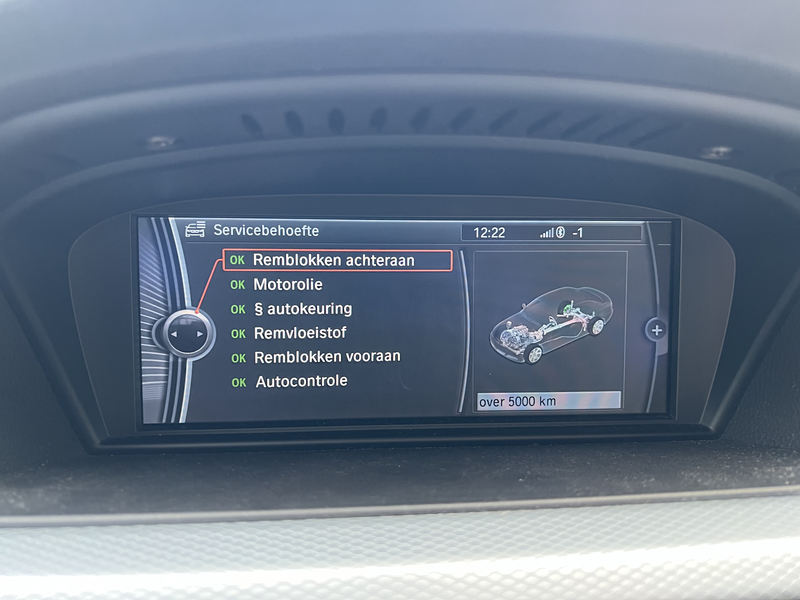 Servicebehoefte
12:22 -1
OK Remblokken achteraan
OK Motorolie
OK § autokeuring
OK Remvloeistof
OK Remblokken vooraan
OK Autocontrole
over 5000 km